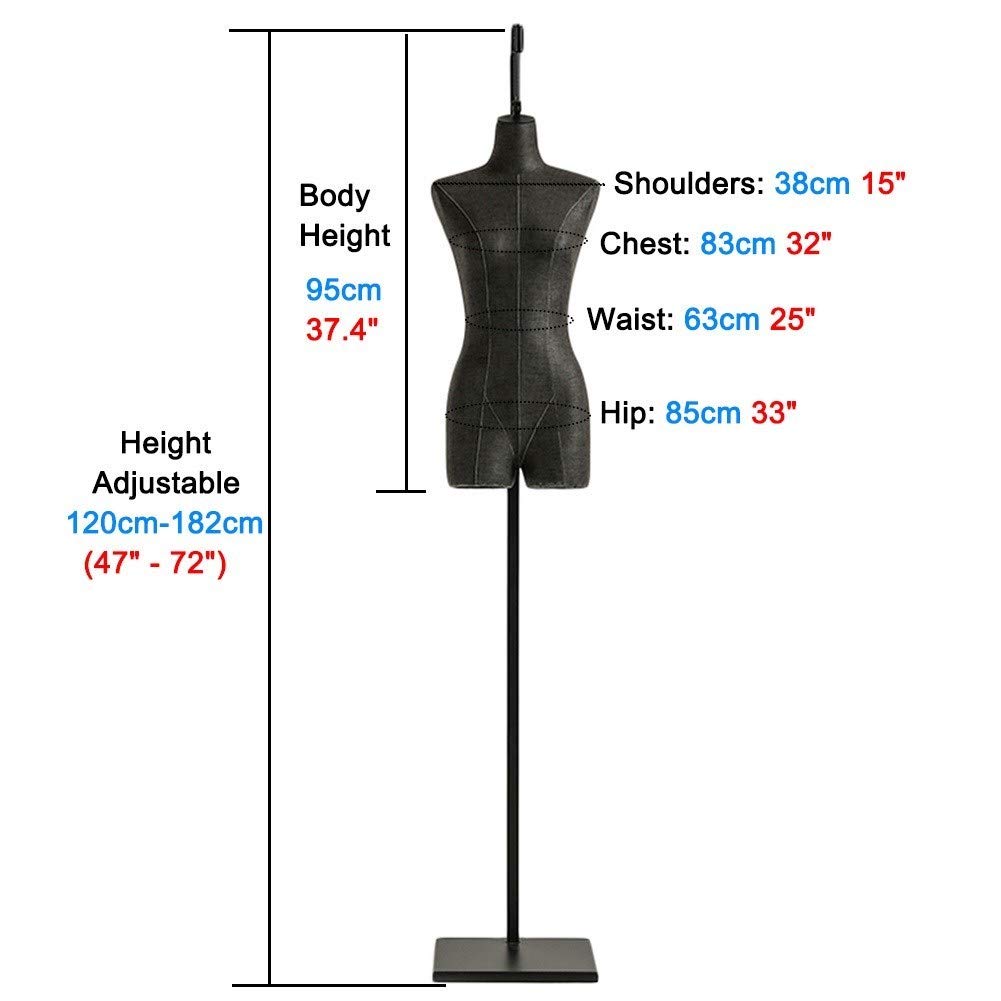 Body
Height
95cm
37.4"
Shoulders: 38cm 15"
Chest: 83cm 32"
Waist: 63cm 25"
Hip: 85cm 33"
Height
Adjustable
120cm-182cm
(47" - 72")